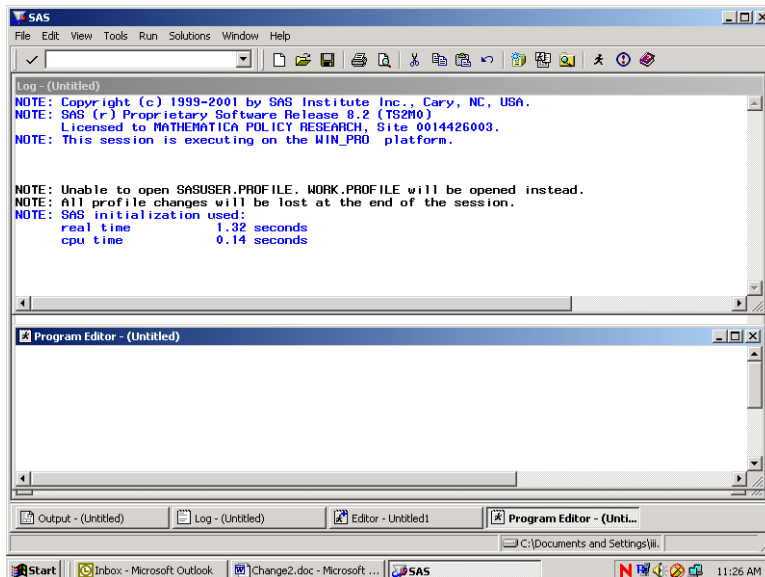 SAS
File Edit View Tools Run Solutions Window Help
Log - (Untitled)
NOTE: Copyright (c) 1999-2001 by SAS Institute Inc., Cary, NC, USA.
NOTE: SAS (r) Proprietary Software Release 8.2 (TS2M0)
Licensed to MATHEMATICA POLICY RESEARCH, Site 0014426003.
NOTE: This session is executing on the WIN_PRO platform.
NOTE: Unable to open SASUSER.PROFILE. WORK.PROFILE will be opened instead.
NOTE: All profile changes will be lost at the end of the session.
NOTE: SAS initialization used:
real time 1.32 seconds
cpu time 0.14 seconds
Program Editor - (Untitled)
Output - (Untitled) Log - (Untitled) Editor - Untitled1 Program Editor - (Unti...
C:\Documents and Settings\
Start Inbox - Microsoft Outlook Change2.doc - Microsoft ... SAS N 11:26 AM